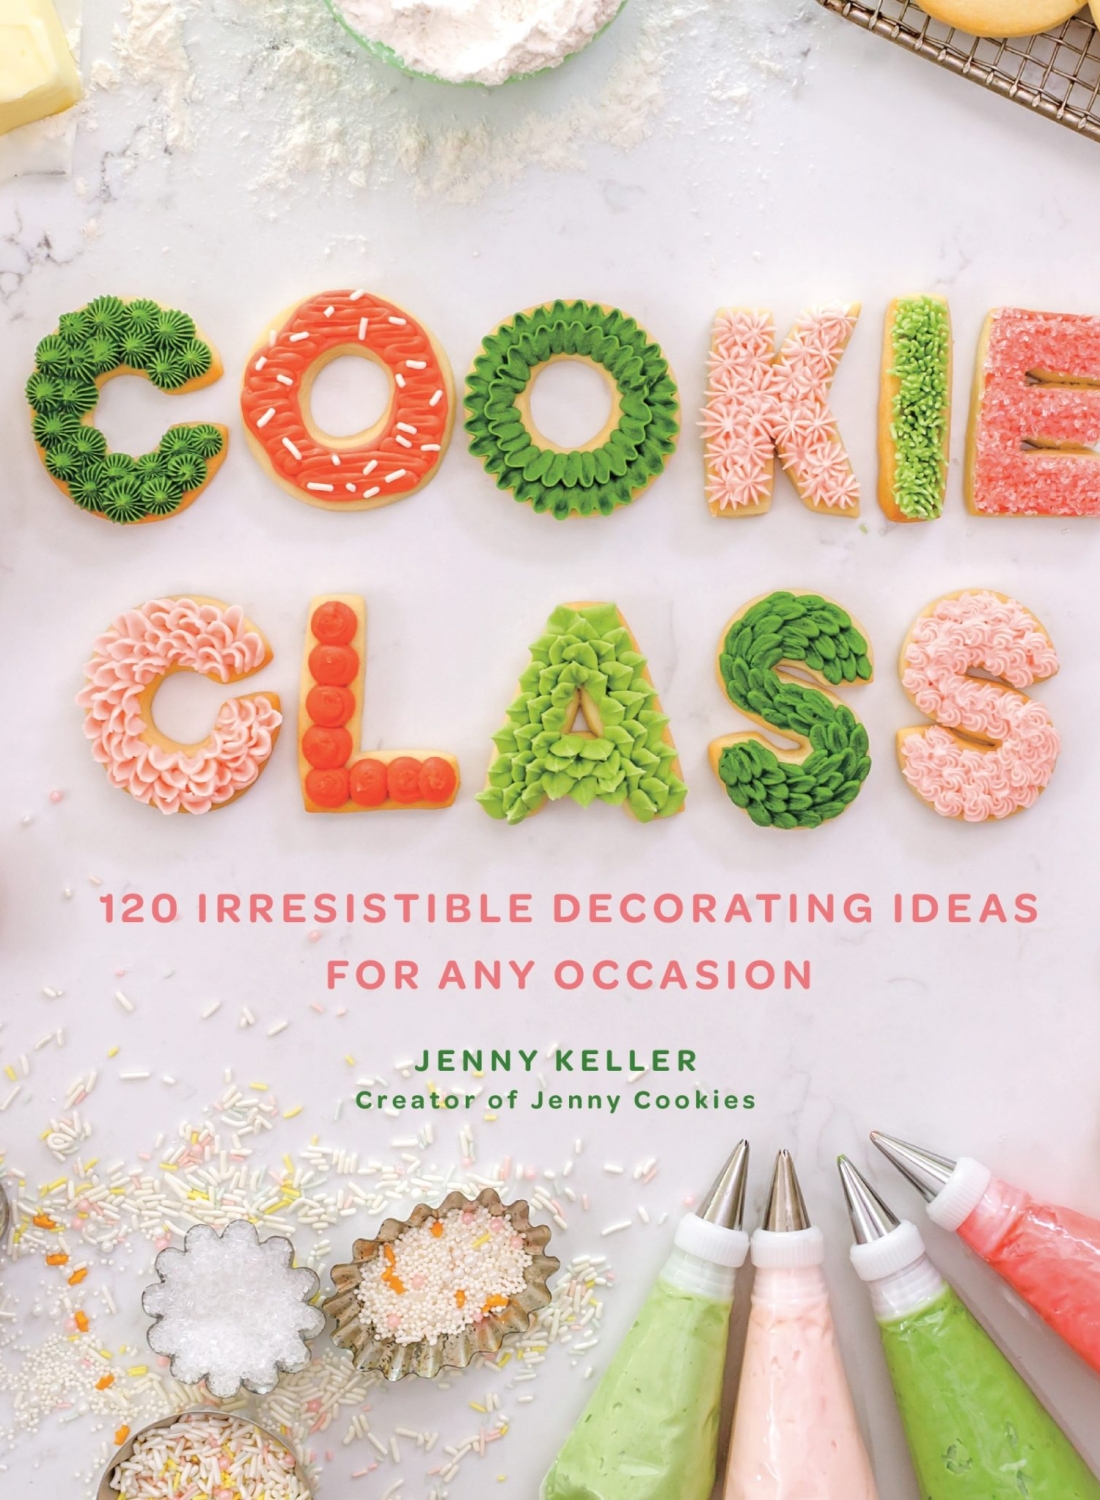 COOKIE
CLASS
120 IRRESISTIBLE DECORATING IDEAS
FOR ANY OCCASION
JENNY KELLER
Creator of Jenny Cookies